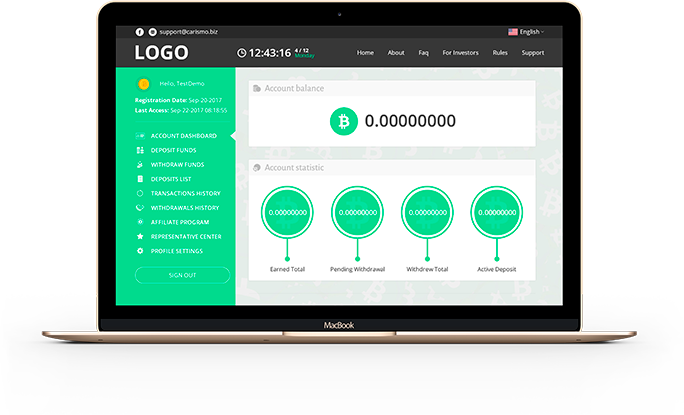 support@carismo.biz
English
LOGO
12:43:16
4 / 12
Monday
Home About Faq For Investors Rules Support
Hello, TestDemo
Registration Date: Sep-20-2017
Last Access: Sep-22-2017 08:18:55
ACCOUNT DASHBOARD
DEPOSIT FUNDS
WITHDRAW FUNDS
DEPOSITS LIST
TRANSACTIONS HISTORY
WITHDRAWALS HISTORY
AFFILIATE PROGRAM
REPRESENTATIVE CENTER
PROFILE SETTINGS
SIGN OUT
Account balance
0.00000000
Account statistic
0.00000000 0.00000000 0.00000000 0.00000000
Earned Total Pending Withdrawal Withdrew Total Active Deposit
MacBook